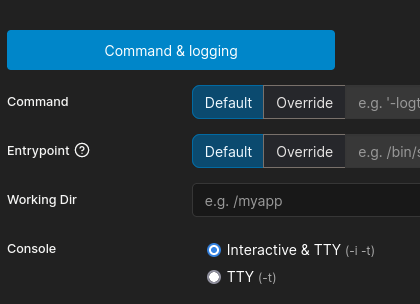 Command & logging
Command Default Override e.g. '-logt
Entrypoint ? Default Override e.g. /bin/s
Working Dir e.g. /myapp
Console Interactive & TTY (-i -t)
TTY (-t)